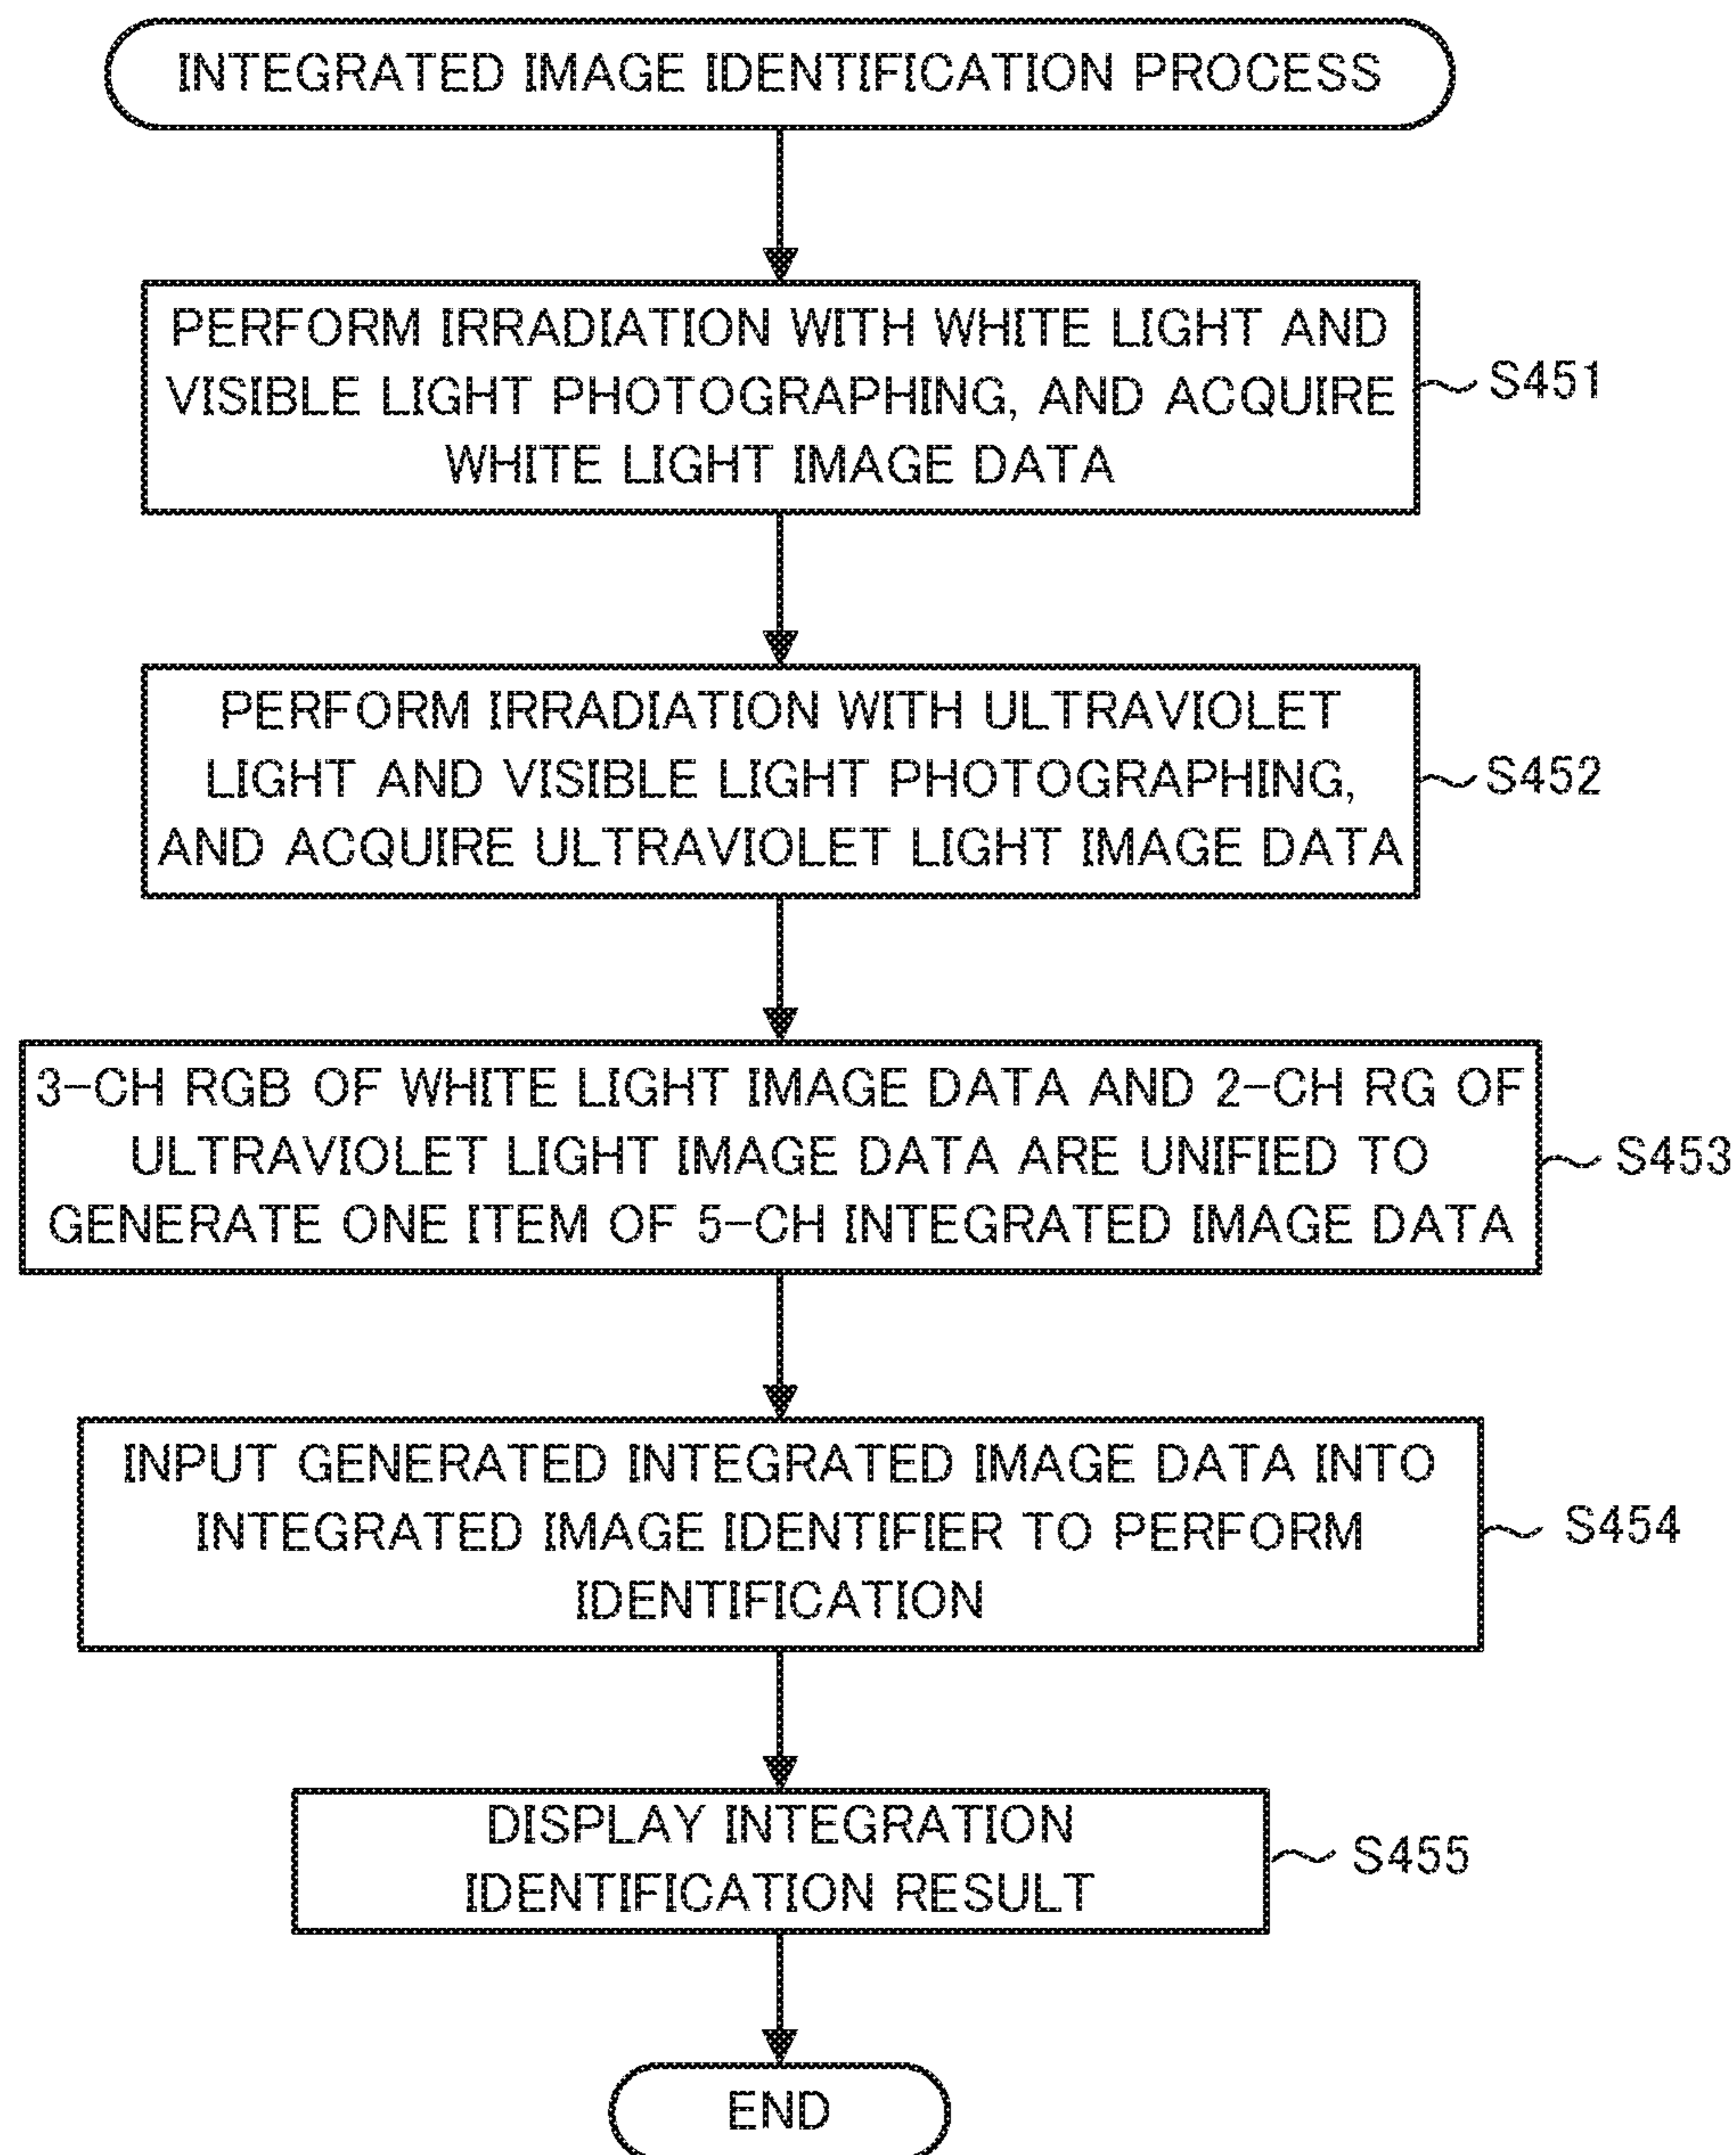 INTEGRATED IMAGE IDENTIFICATION PROCESS
PERFORM IRRADIATION WITH WHITE LIGHT AND
VISIBLE LIGHT PHOTOGRAPHING, AND ACQUIRE
WHITE LIGHT IMAGE DATA
S451
PERFORM IRRADIATION WITH ULTRAVIOLET
LIGHT AND VISIBLE LIGHT PHOTOGRAPHING,
AND ACQUIRE ULTRAVIOLET LIGHT IMAGE DATA
S452
3-CH RGB OF WHITE LIGHT IMAGE DATA AND 2-CH RG OF
ULTRAVIOLET LIGHT IMAGE DATA ARE UNIFIED TO
GENERATE ONE ITEM OF 5-CH INTEGRATED IMAGE DATA
S453
INPUT GENERATED INTEGRATED IMAGE DATA INTO
INTEGRATED IMAGE IDENTIFIER TO PERFORM
IDENTIFICATION
S454
DISPLAY INTEGRATION
IDENTIFICATION RESULT
S455
END